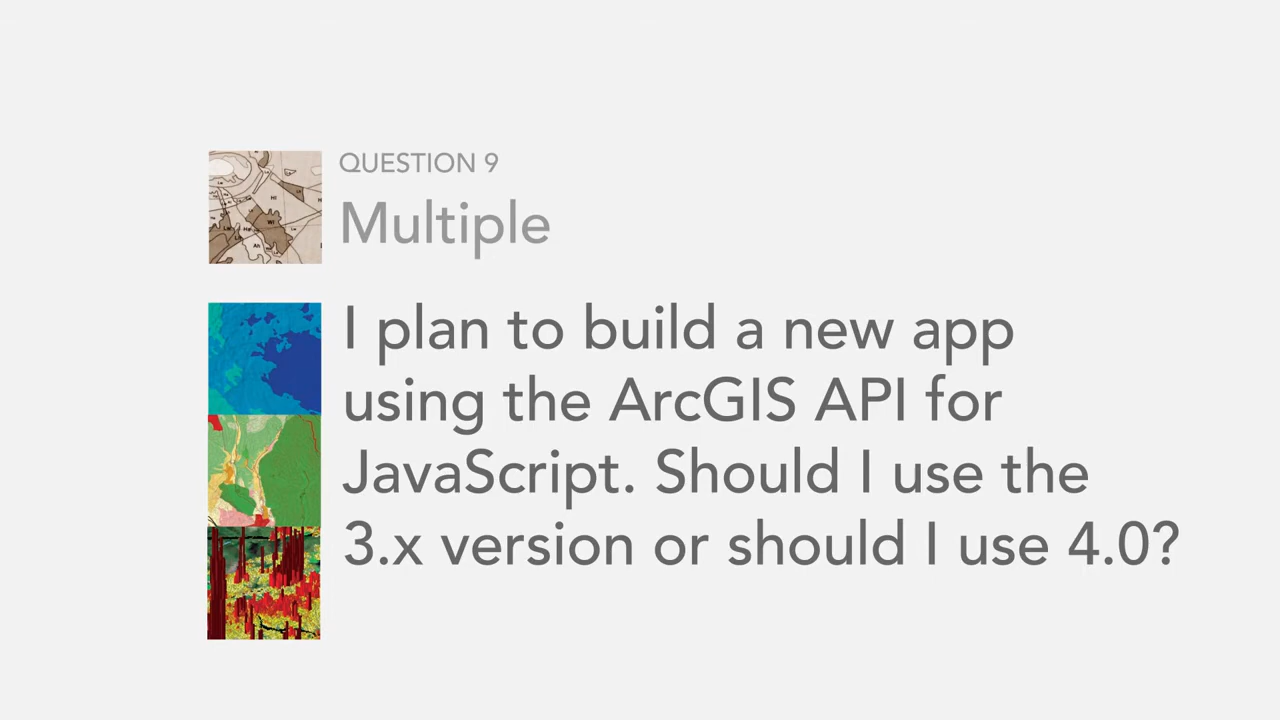 QUESTION 9
Multiple
I plan to build a new app
using the ArcGIS API for
JavaScript. Should I use the
3.x version or should I use 4.0?